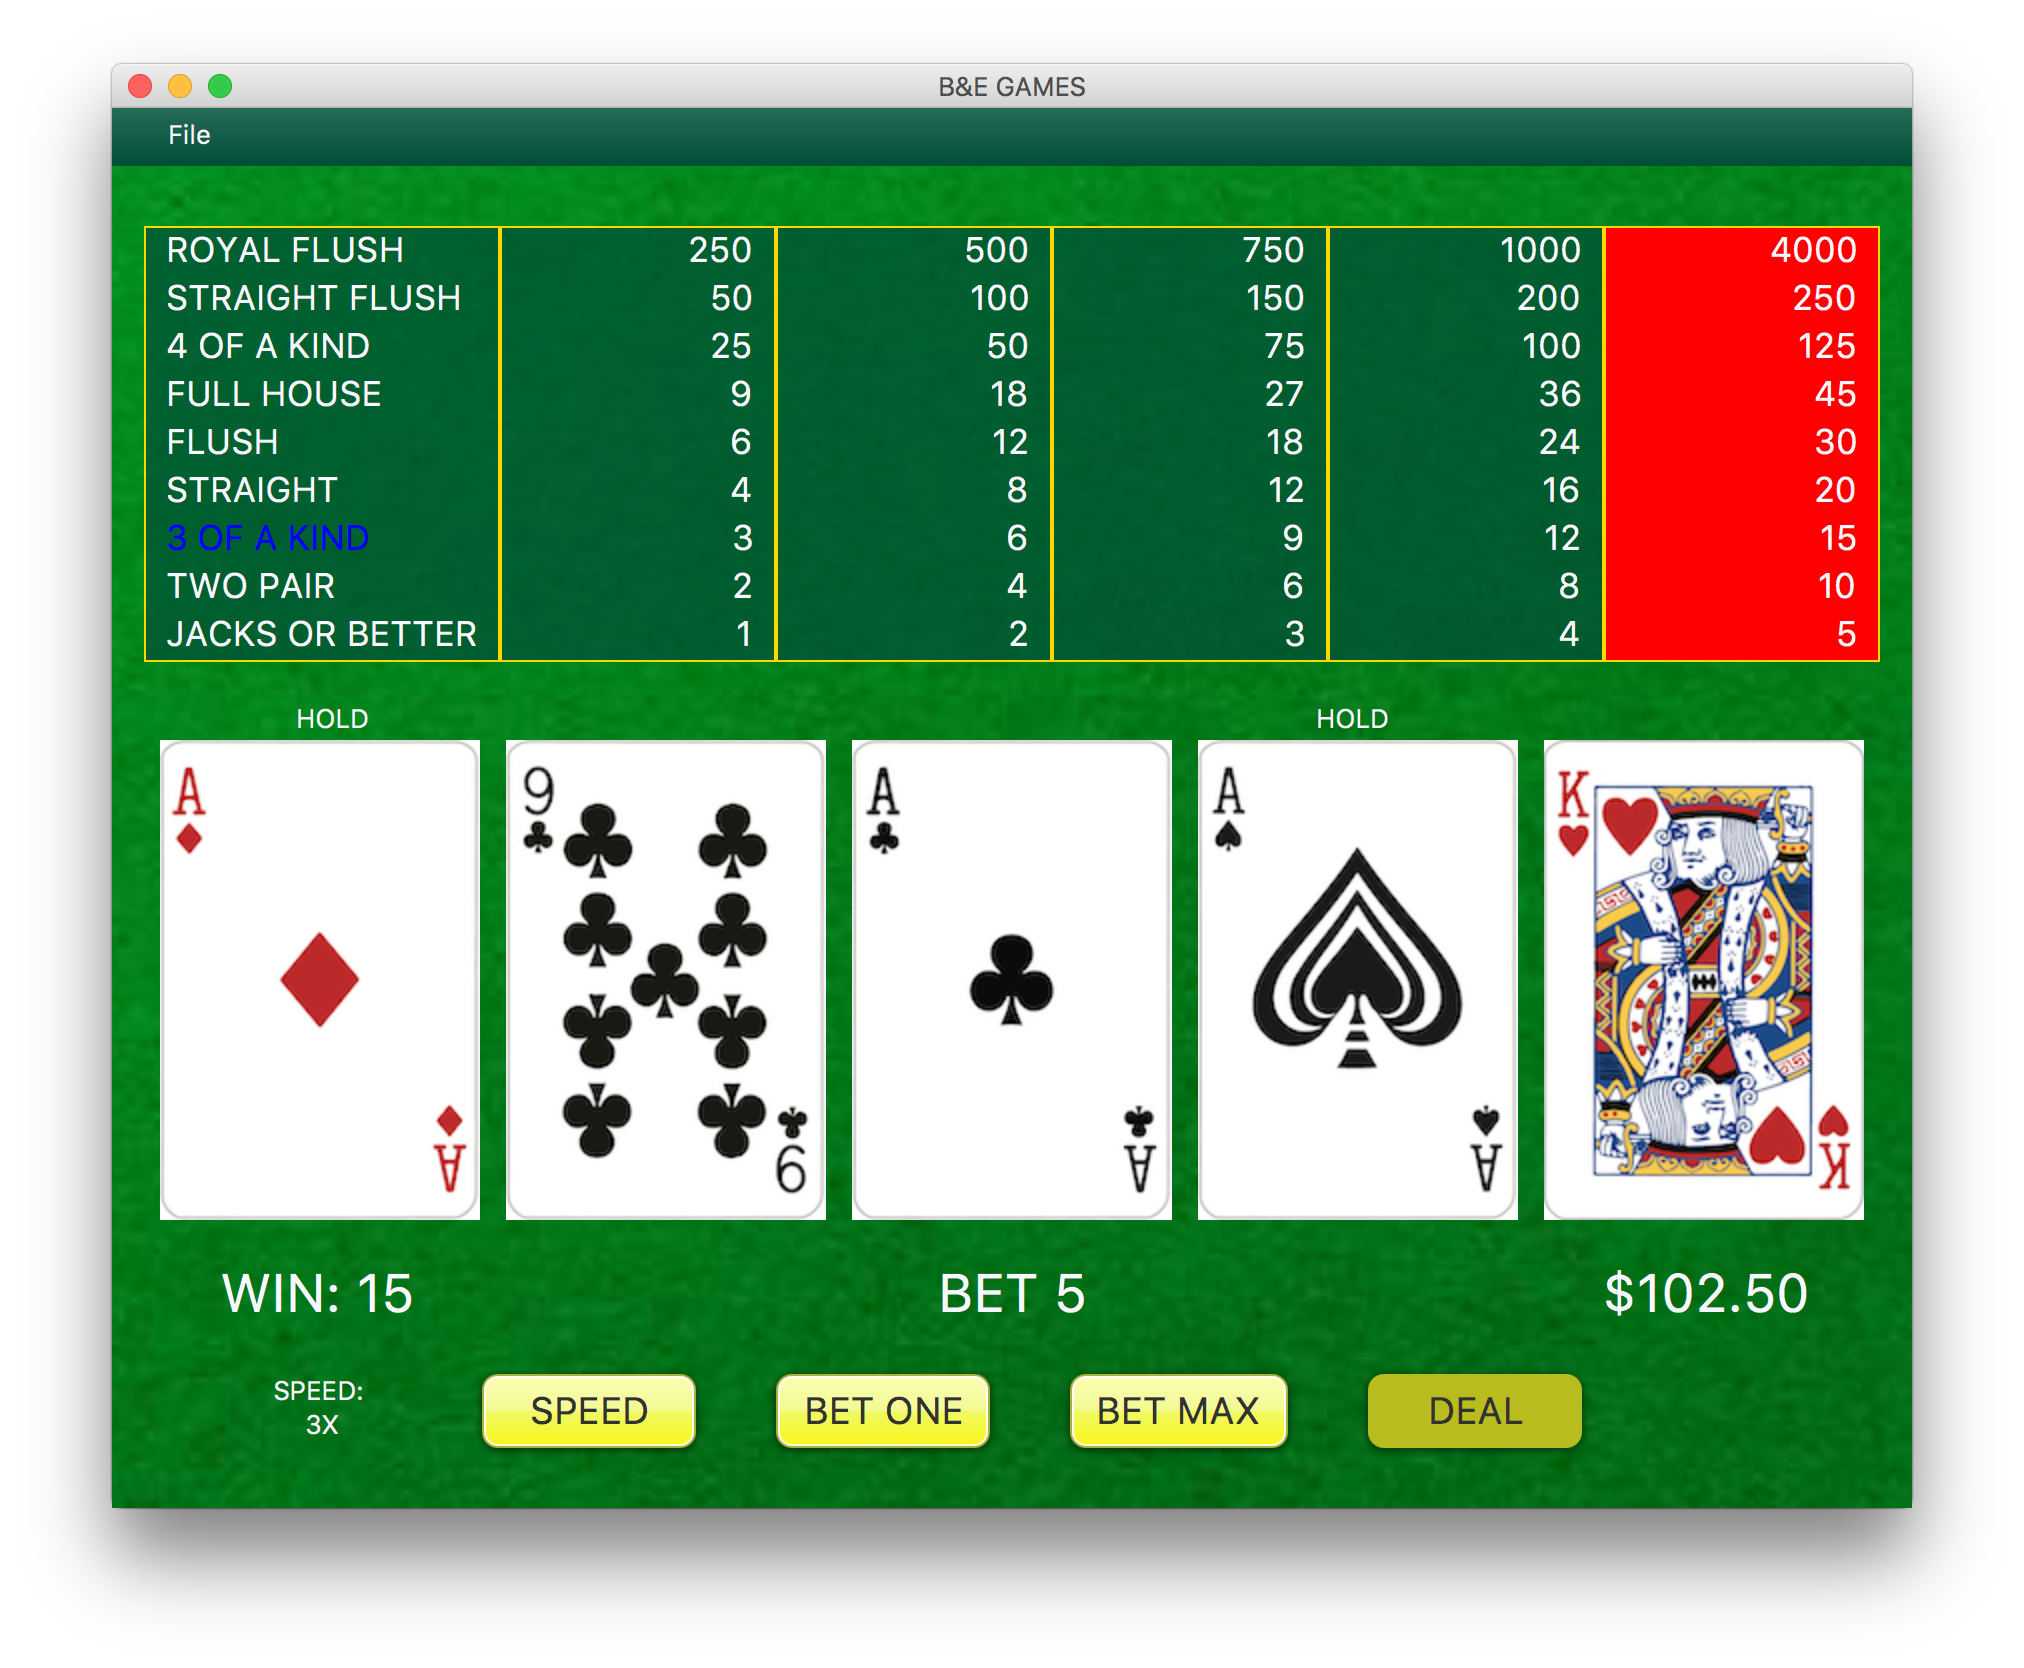 B&E GAMES
File
ROYAL FLUSH 250 500 750 1000 4000
STRAIGHT FLUSH 50 100 150 200 250
4 OF A KIND 25 50 75 100 125
FULL HOUSE 9 18 27 36 45
FLUSH 6 12 18 24 30
STRAIGHT 4 8 12 16 20
3 OF A KIND 3 6 9 12 15
TWO PAIR 2 4 6 8 10
JACKS OR BETTER 1 2 3 4 5
HOLD HOLD
A 9 A A K
A 9 A A K
WIN: 15 BET 5 $102.50
SPEED:
3X
SPEED BET ONE BET MAX DEAL